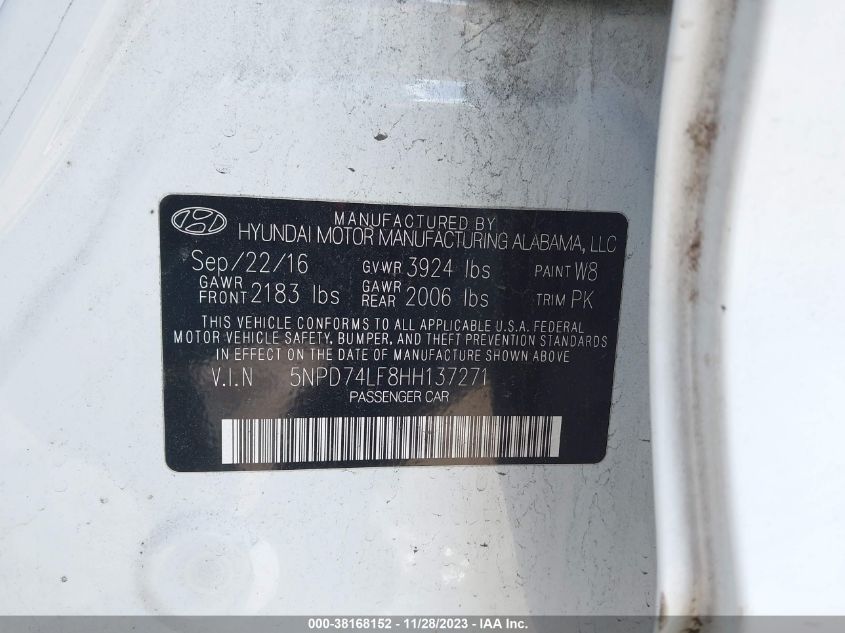 MANUFACTURED BY
HYUNDAI MOTOR MANUFACTURING ALABAMA, LLC
Sep/22/16 GVWR 3924 lbs PAINT W8
GAWR FRONT 2183 lbs GAWR REAR 2006 lbs TRIM PK
THIS VEHICLE CONFORMS TO ALL APPLICABLE U.S.A. FEDERAL
MOTOR VEHICLE SAFETY, BUMPER, AND THEFT PREVENTION STANDARDS
IN EFFECT ON THE DATE OF MANUFACTURE SHOWN ABOVE
V.I.N 5NPD74LF8HH137271
PASSENGER CAR
000-38168152 - 11/28/2023 - IAA Inc.